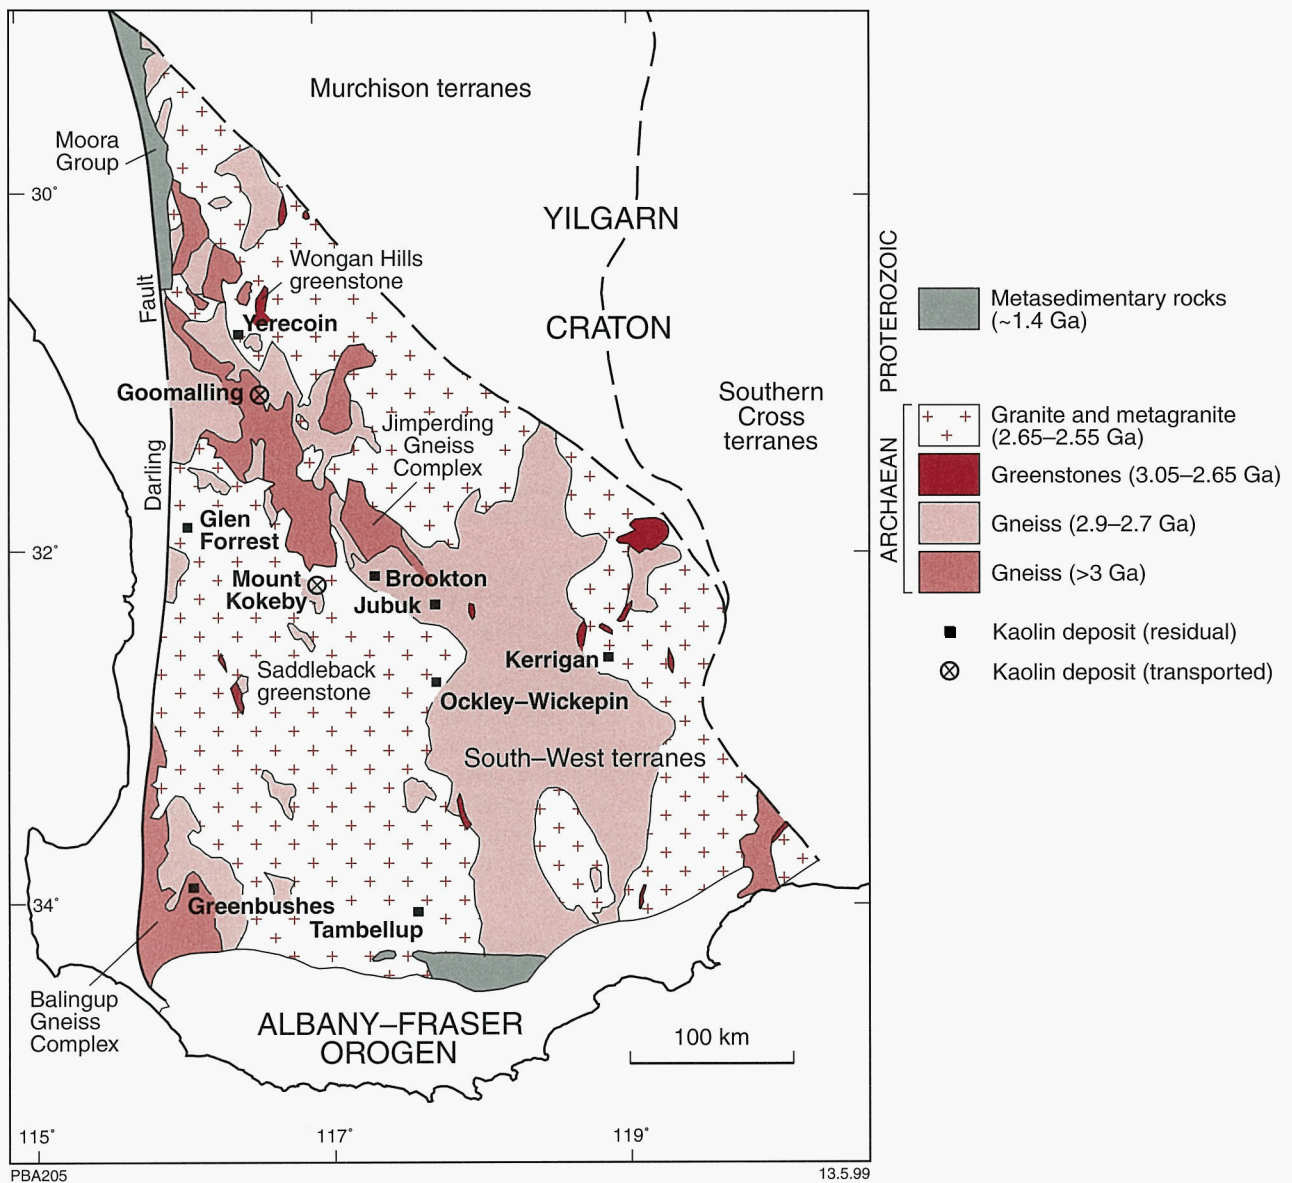 Murchison terranes
Moora
Group
30°
YILGARN
Wongan Hills
greenstone
Fault
Yerecoin
CRATON
Goomalling
Southern
Cross
terranes
Jimperding
Gneiss
Complex
Darling
Glen
Forrest
32°
Mount
Kokeby
Brookton
Jubuk
Kerrigan
Saddleback
greenstone
Ockley–Wickepin
South–West terranes
34°
Greenbushes
Tambellup
Balingup
Gneiss
Complex
ALBANY–FRASER
OROGEN
100 km
115°
117°
119°
PBA205
13.5.99
PROTEROZOIC
Metasedimentary rocks
(~1.4 Ga)
ARCHAEAN
Granite and metagranite
(2.65–2.55 Ga)
Greenstones (3.05–2.65 Ga)
Gneiss (2.9–2.7 Ga)
Gneiss (>3 Ga)
Kaolin deposit (residual)
Kaolin deposit (transported)